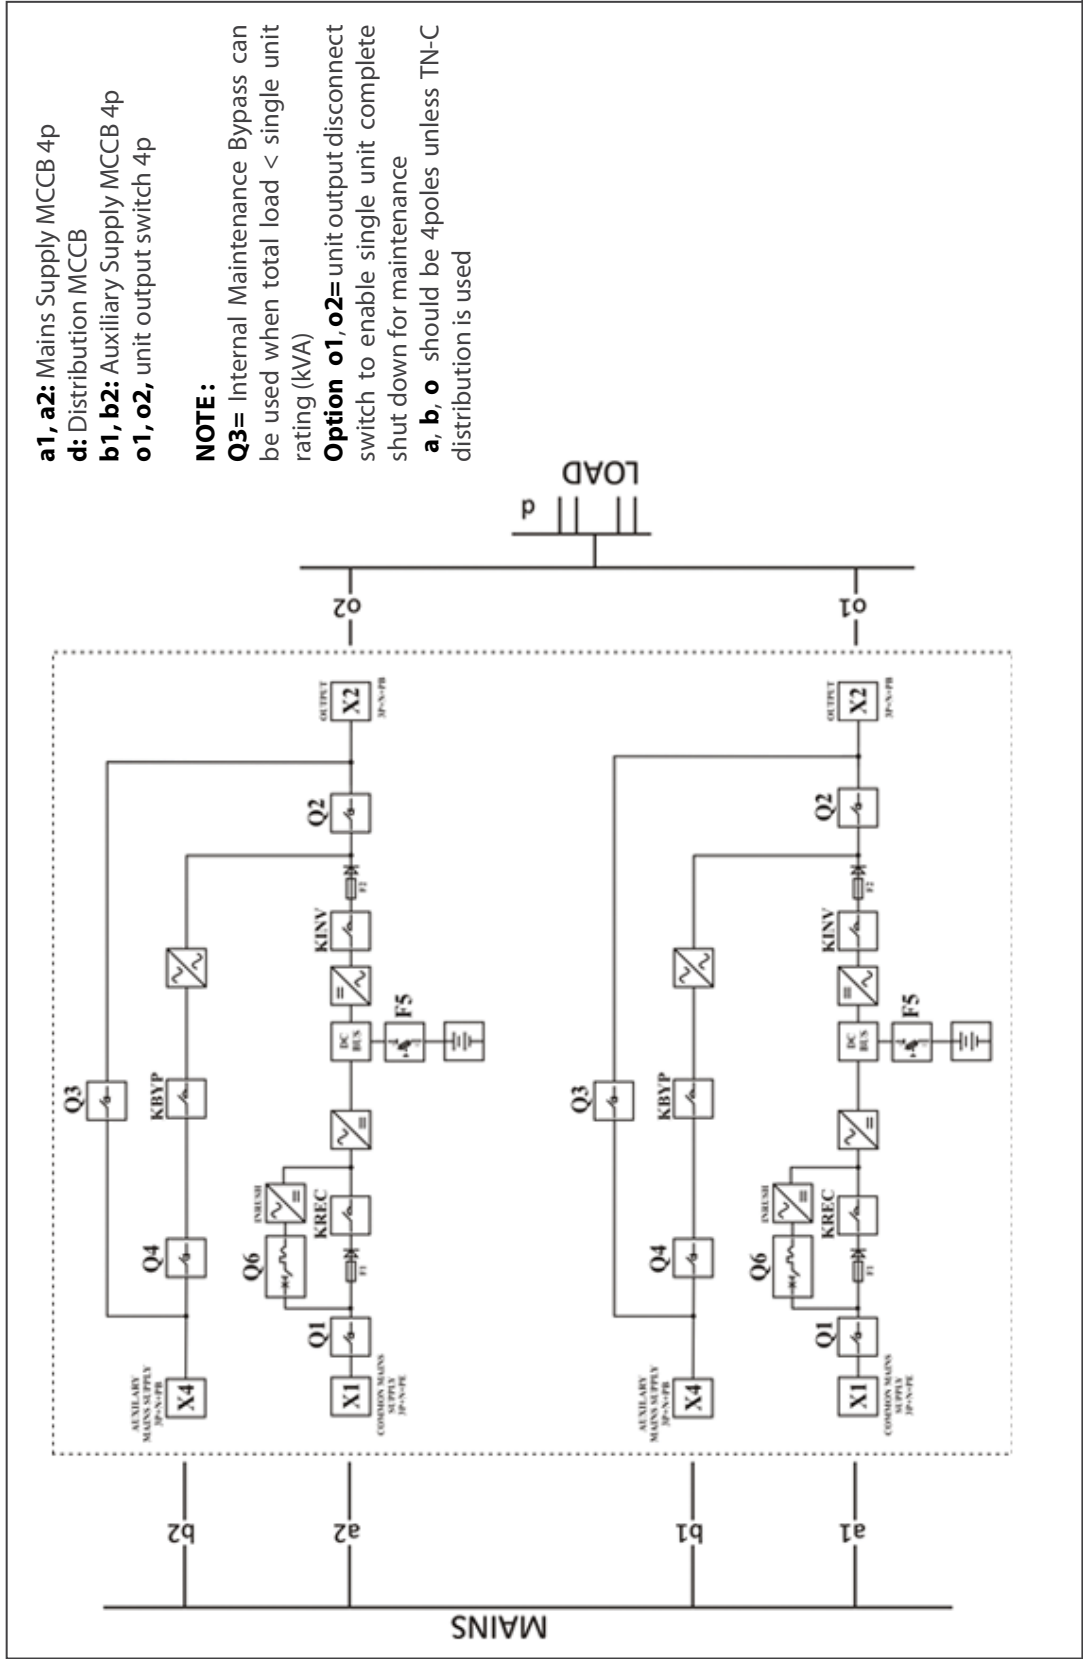 a1, a2: Mains Supply MCCB 4p
d: Distribution MCCB
b1, b2: Auxiliary Supply MCCB 4p
o1, o2, unit output switch 4p
NOTE :
Q3= Internal Maintenance Bypass can
be used when total load < single unit
rating (kVA)
Option o1, o2= unit output disconnect
switch to enable single unit complete
shut down for maintenance
a, b, o should be 4poles unless TN-C
distribution is used
MAINS
b2
a2
b1
a1
AUXILARY
MAINS SUPPLY
3P+N+PB
X4
Q4
Q3
KBYP
COMMON MAINS
SUPPLY
3P+N+PE
X1
Q1
Q6
INRUSH
F1
KREC
DC
BUS
F5
KINV
F2
Q2
OUTPUT
X2
3P+N+PB
AUXILARY
MAINS SUPPLY
3P+N+PB
X4
Q4
Q3
KBYP
COMMON MAINS
SUPPLY
3P+N+PE
X1
Q1
Q6
INRUSH
F1
KREC
DC
BUS
F5
KINV
F2
Q2
OUTPUT
X2
3P+N+PB
o2
o1
d
LOAD